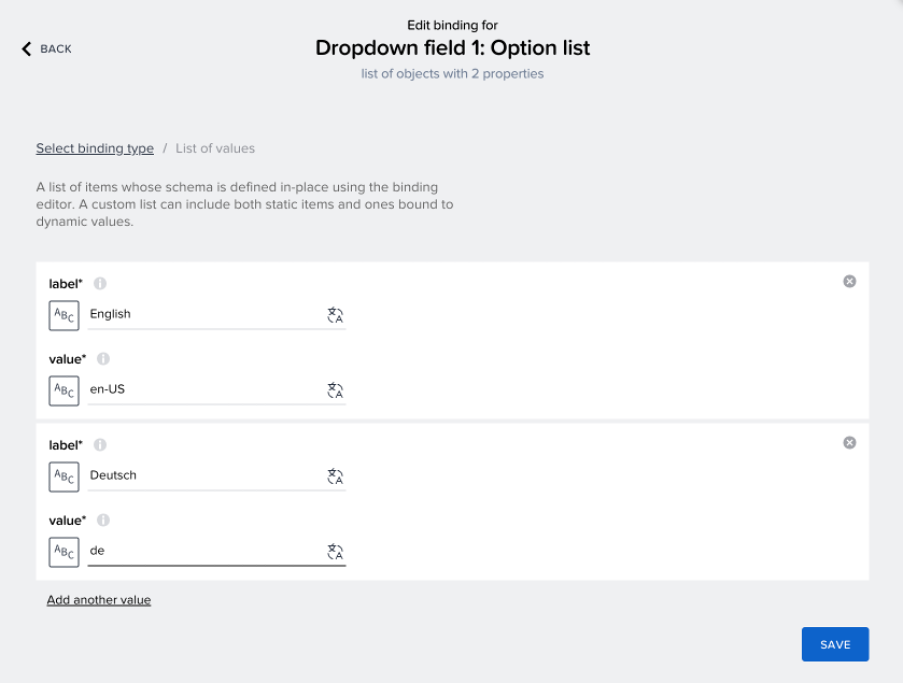 Edit binding for
BACK
Dropdown field 1: Option list
list of objects with 2 properties
Select binding type / List of values
A list of items whose schema is defined in-place using the binding
editor. A custom list can include both static items and ones bound to
dynamic values.
label*
ABC English
value*
ABC en-US
label*
ABC Deutsch
value*
ABC de
Add another value
SAVE